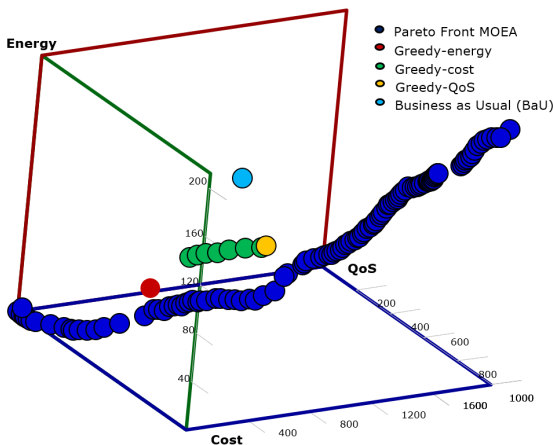 Energy
Pareto Front MOEA
Greedy-energy
Greedy-cost
Greedy-QoS
Business as Usual (BaU)
200
160
120
80
40
QoS
200
400
600
800
1000
Cost
400
800
1200
1600